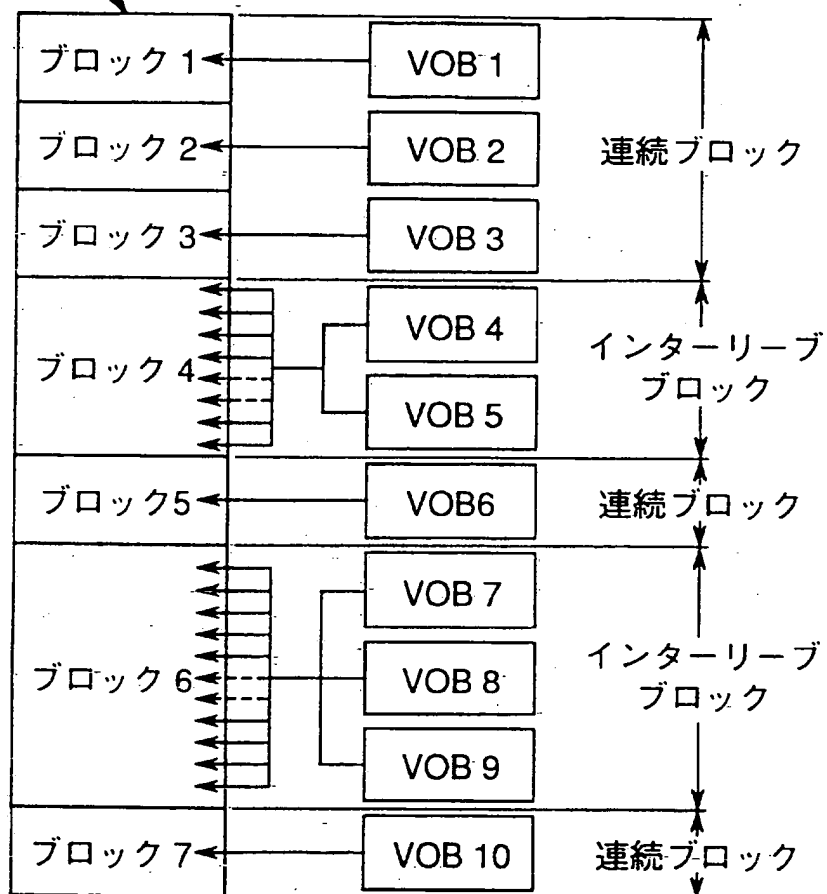 ブロック 1
VOB 1
ブロック 2
VOB 2
連続ブロック
ブロック 3
VOB 3
ブロック 4
VOB 4
VOB 5
インターリーブ
ブロック
ブロック5
VOB6
連続ブロック
ブロック 6
VOB 7
VOB 8
VOB 9
インターリーブ
ブロック
ブロック 7
VOB 10
連続ブロック